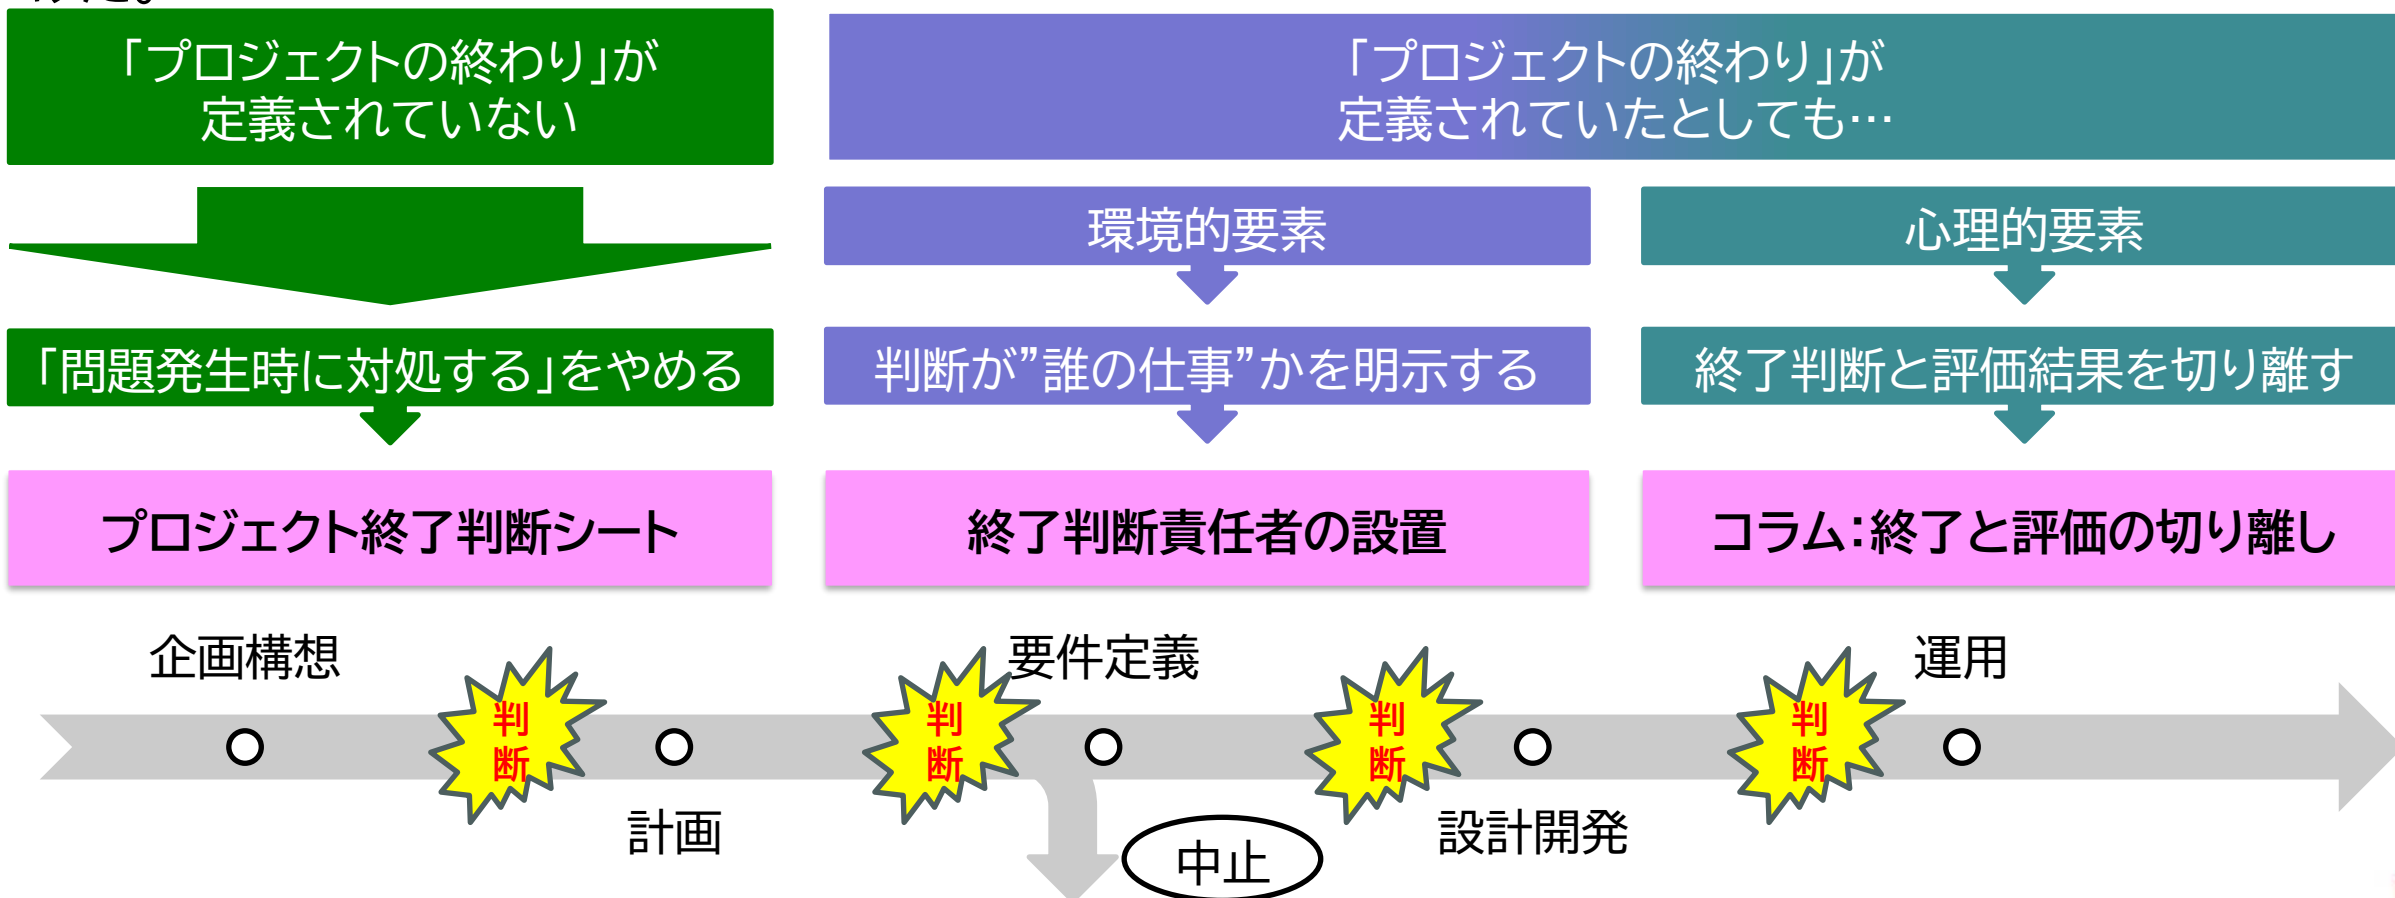 「プロジェクトの終わり」が
定義されていない
「プロジェクトの終わり」が
定義されていたとしても…
環境的要素
心理的要素
「問題発生時に対処する」をやめる
判断が”誰の仕事”かを明示する
終了判断と評価結果を切り離す
プロジェクト終了判断シート
終了判断責任者の設置
コラム：終了と評価の切り離し
企画構想
要件定義
運用
判
断
判
断
判
断
判
断
計画
設計開発
中止